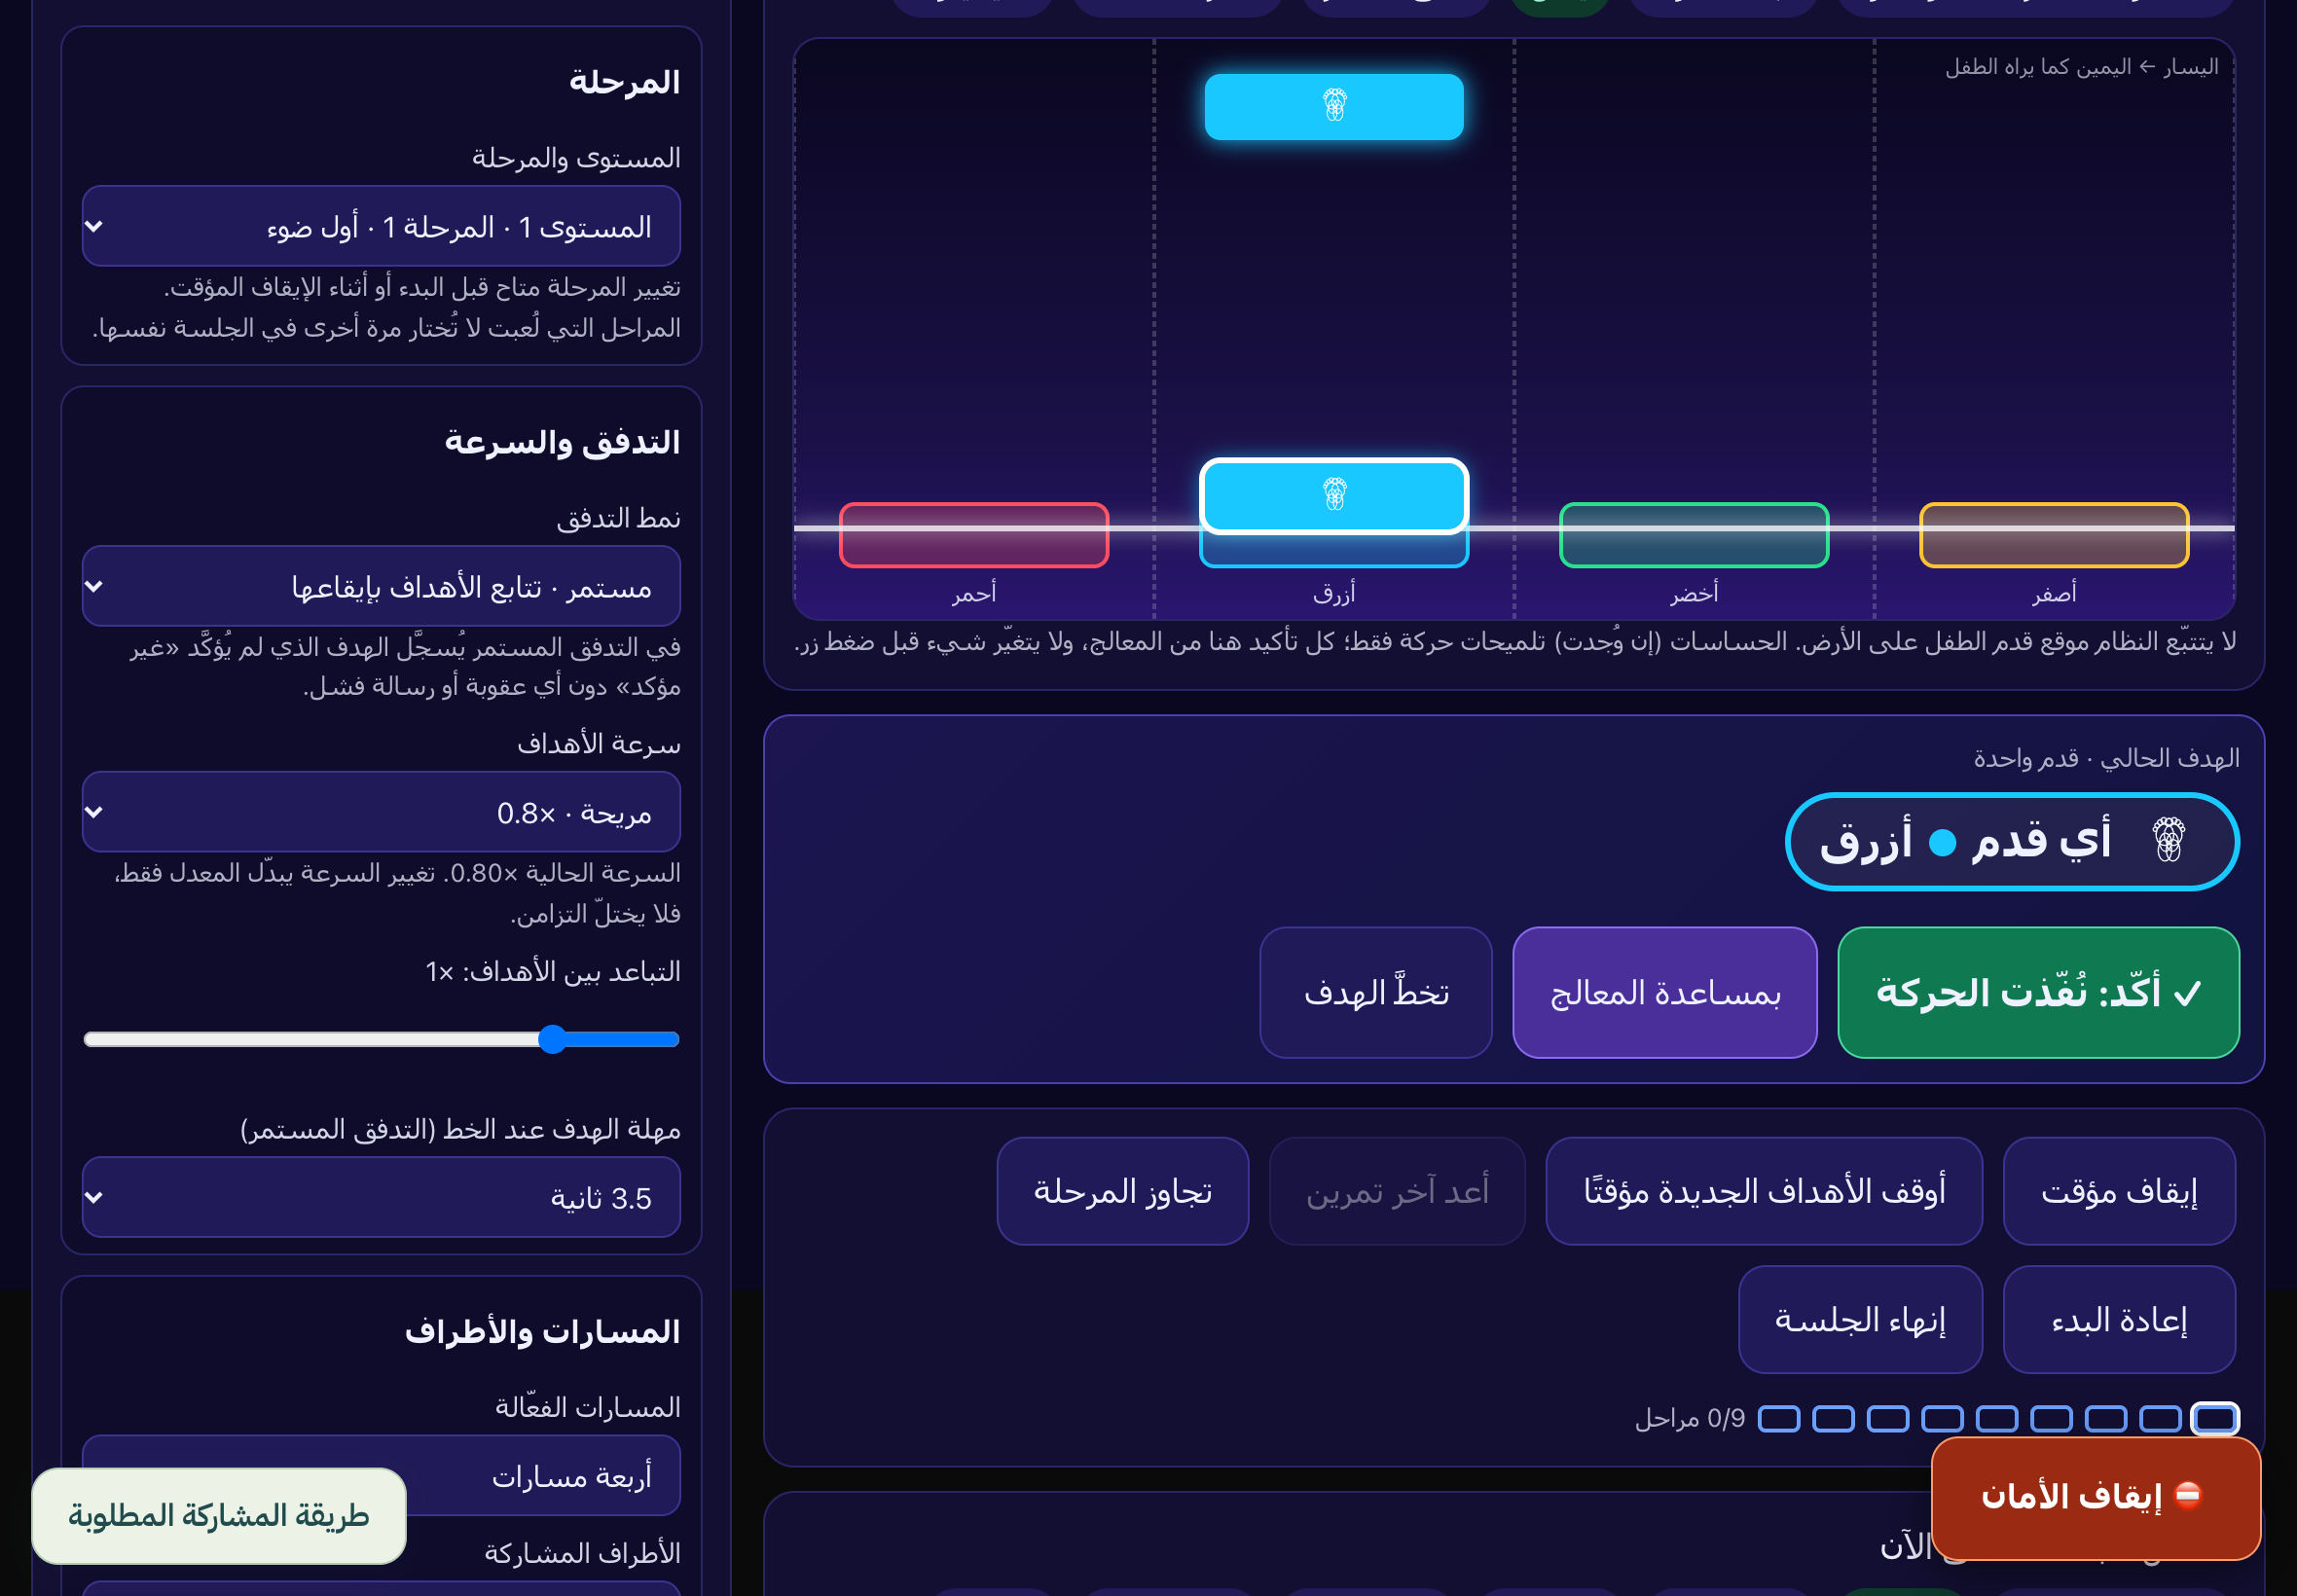 اليسار ← اليمين كما يراه الطفل
أحمر
أزرق
أخضر
أصفر
لا يتتبّع النظام موقع قدم الطفل على الأرض. الحساسات (إن وُجدت) تلميحات حركة فقط؛ كل تأكيد هنا من المعالج، ولا يتغيّر شيء قبل ضغط زر.
الهدف الحالي · قدم واحدة
أي قدم أزرق
✓ أكّد: نُفّذت الحركة
بمساعدة المعالج
تخطَّ الهدف
إيقاف مؤقت
أوقف الأهداف الجديدة مؤقتًا
أعد آخر تمرين
تجاوز المرحلة
إعادة البدء
إنهاء الجلسة
0/9 مراحل
إيقاف الأمان
الآن
المرحلة
المستوى والمرحلة
المستوى 1 · المرحلة 1 · أول ضوء
تغيير المرحلة متاح قبل البدء أو أثناء الإيقاف المؤقت.
المراحل التي لُعبت لا تُختار مرة أخرى في الجلسة نفسها.
التدفق والسرعة
نمط التدفق
مستمر · تتابع الأهداف بإيقاعها
في التدفق المستمر يُسجَّل الهدف الذي لم يُؤكَّد «غير
مؤكد» دون أي عقوبة أو رسالة فشل.
سرعة الأهداف
مريحة · ×0.8
السرعة الحالية ×0.80. تغيير السرعة يبدّل المعدل فقط،
فلا يختلّ التزامن.
التباعد بين الأهداف: ×1
مهلة الهدف عند الخط (التدفق المستمر)
3.5 ثانية
المسارات والأطراف
المسارات الفعّالة
أربعة مسارات
الأطراف المشاركة
طريقة المشاركة المطلوبة